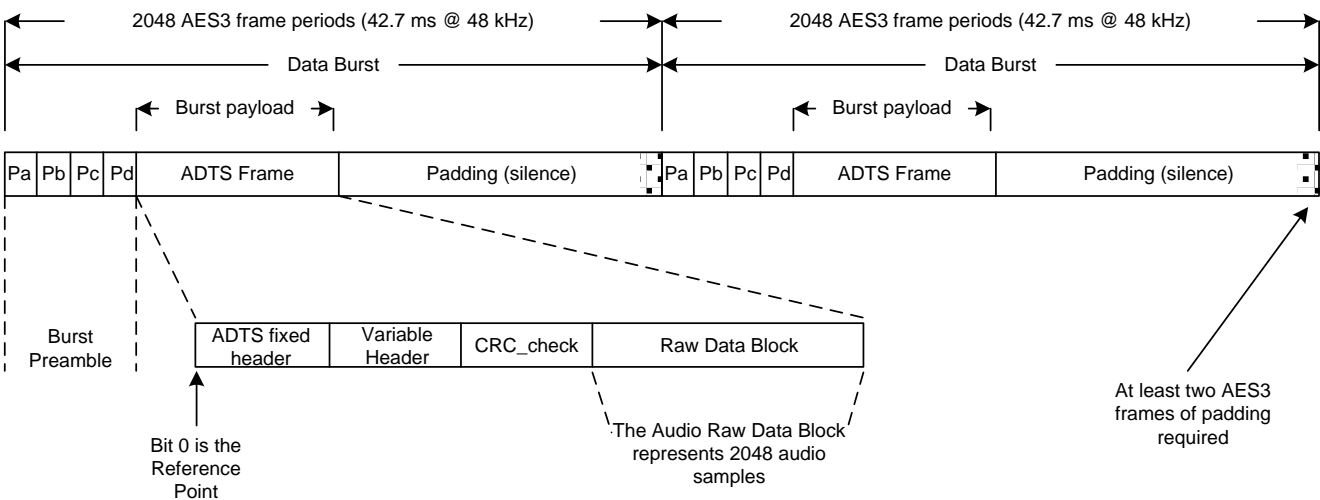 2048 AES3 frame periods (42.7 ms @ 48 kHz)
2048 AES3 frame periods (42.7 ms @ 48 kHz)
Data Burst
Data Burst
Burst payload
Burst payload
Pa Pb Pc Pd ADTS Frame Padding (silence) Pa Pb Pc Pd ADTS Frame Padding (silence)
Burst
Preamble
ADTS fixed
header
Variable
Header
CRC_check
Raw Data Block
Bit 0 is the
Reference
Point
The Audio Raw Data Block
represents 2048 audio
samples
At least two AES3
frames of padding
required